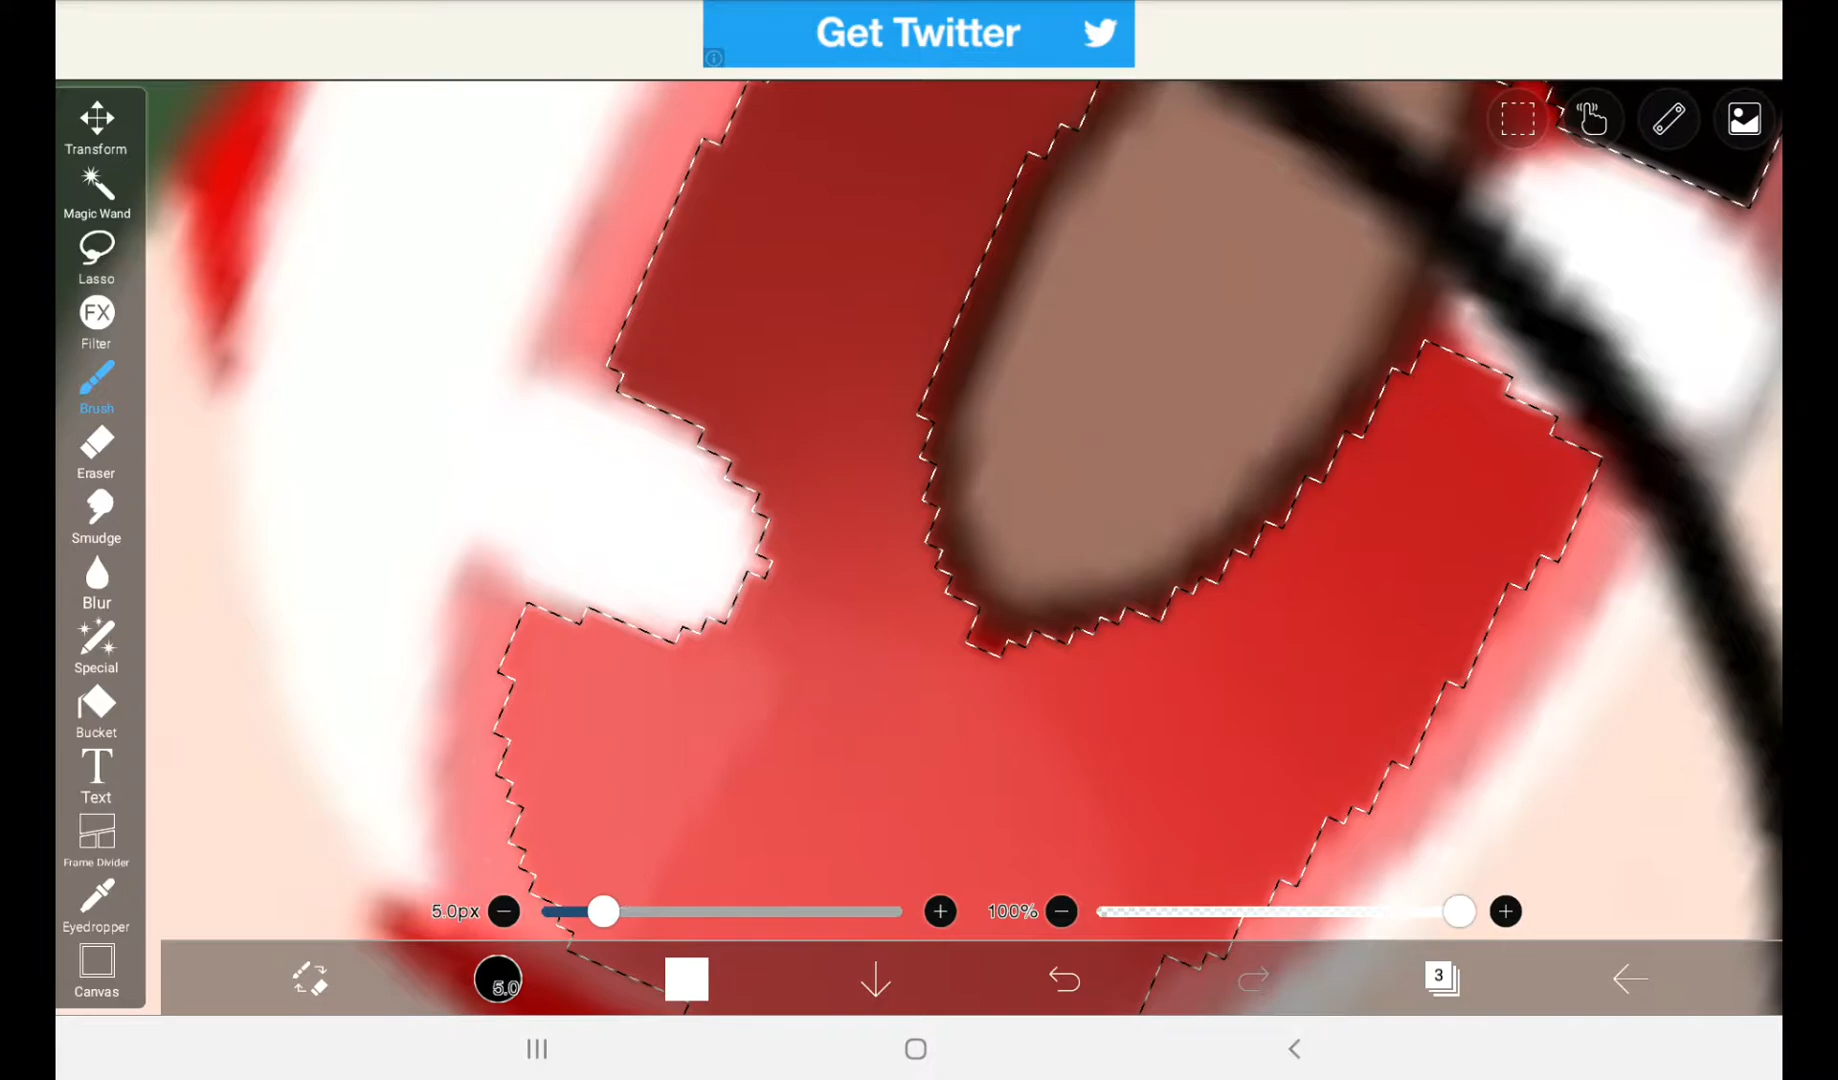 Get Twitter
Transform
Magic Wand
Lasso
FX
Filter
Brush
Eraser
Smudge
Blur
Special
Bucket
T
Text
Frame Divider
Eyedropper
Canvas
5.0px
100%
5.0
3